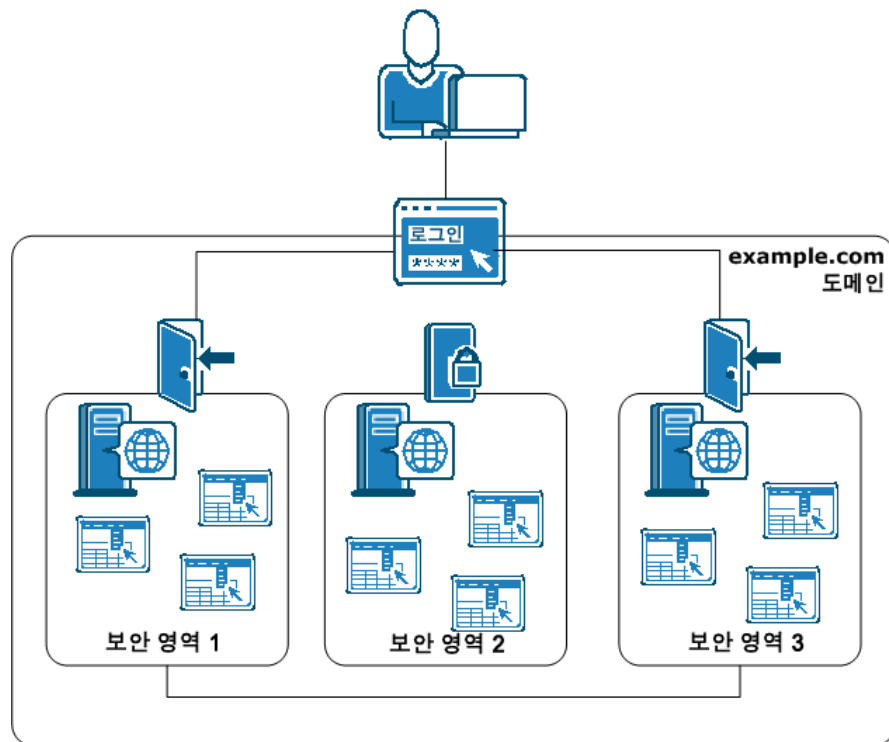 로그인
****
example.com
도메인
보안 영역 1
보안 영역 2
보안 영역 3